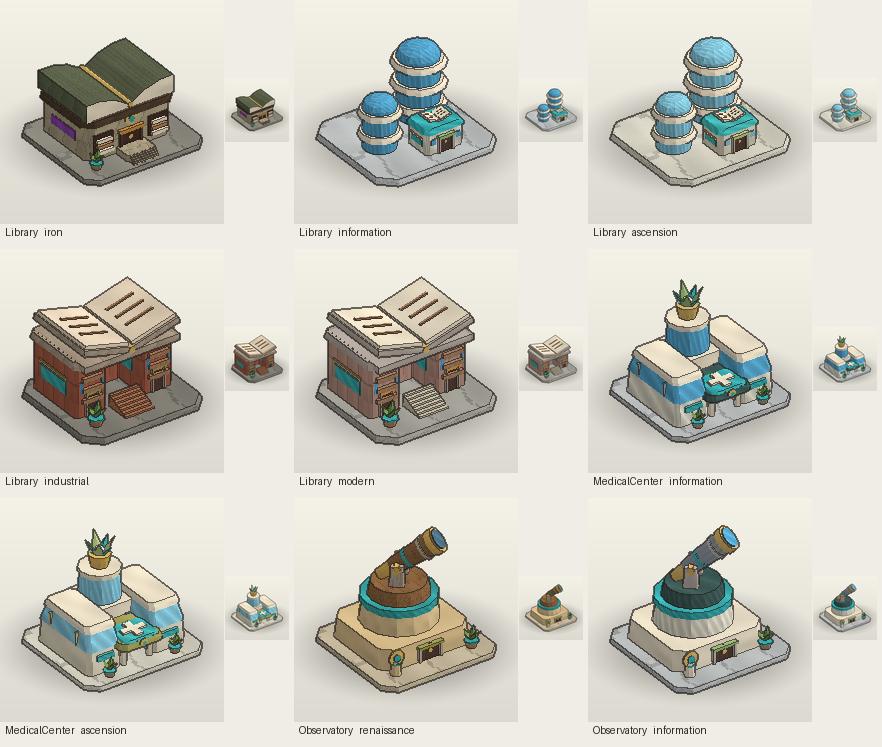 Library iron
Library information
Library ascension
Library industrial
Library modern
MedicalCenter information
MedicalCenter ascension
Observatory renaissance
Observatory information